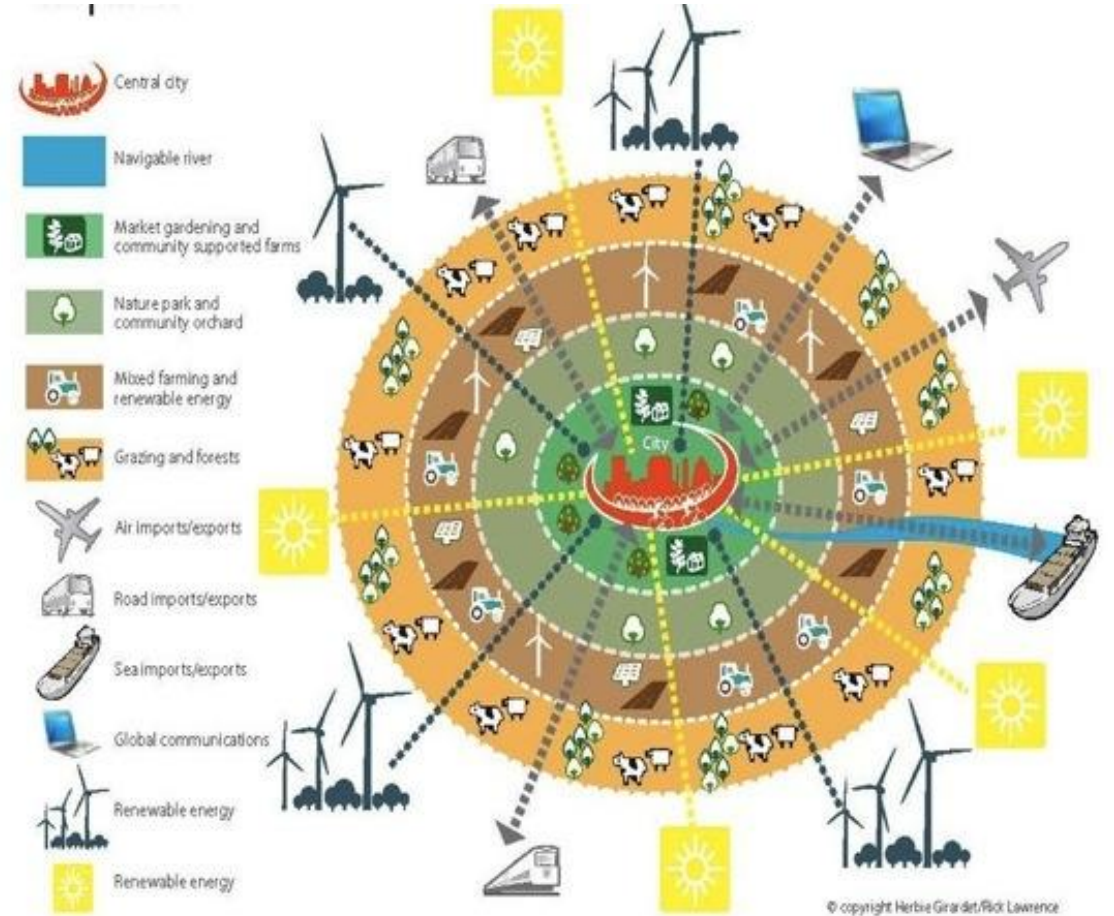 Central city
Navigable river
Market gardening and
community supported farms
Nature park and
community orchard
Mixed farming and
renewable energy
Grazing and forests
Air imports/exports
Road imports/exports
Sea imports/exports
Global communications
Renewable energy
Renewable energy
City
© copyright Herbie Girardet/Rick Lawrence